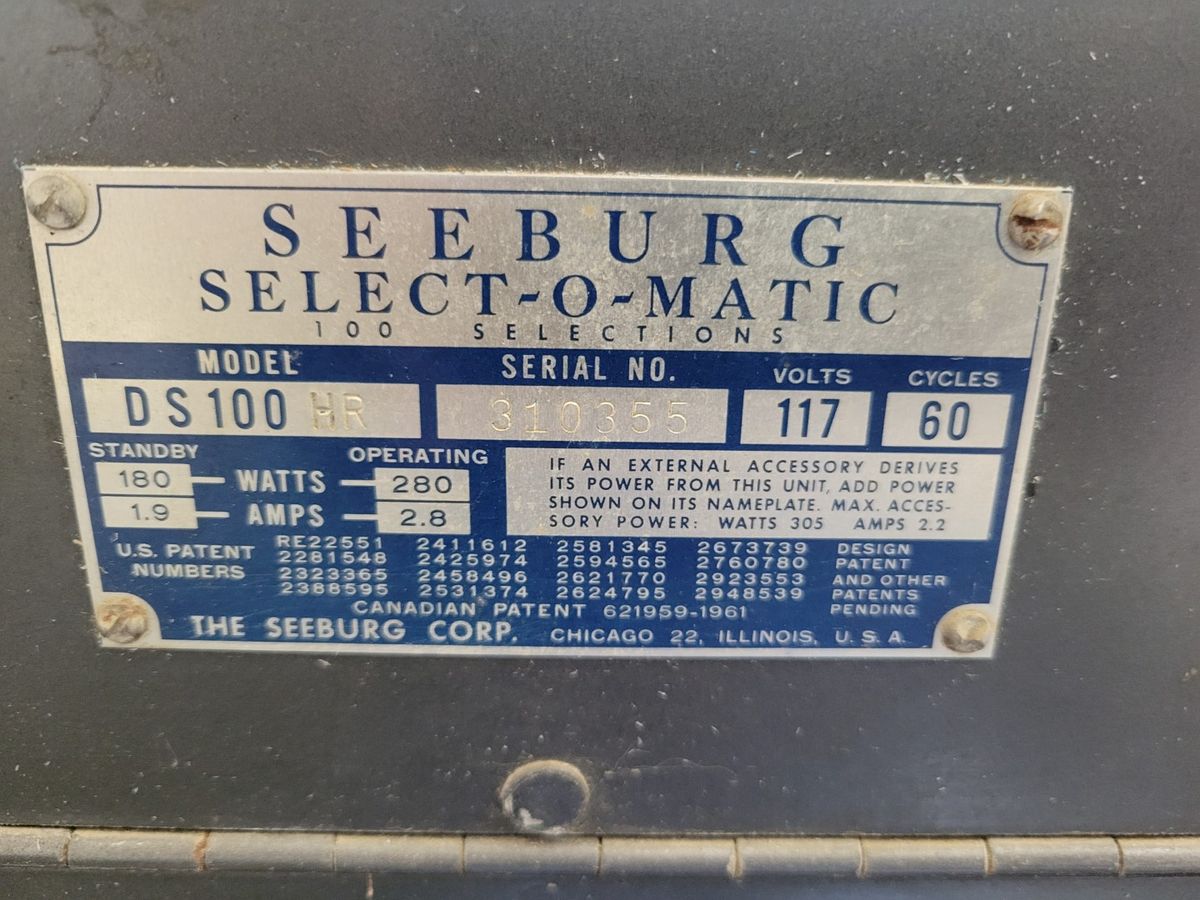 SEEBURG
SELECT-O-MATIC
100 SELECTIONS
MODEL SERIAL NO. VOLTS CYCLES
DS100 HR 310355 117 60
STANDBY OPERATING
180 WATTS 280
1.9 AMPS 2.8
IF AN EXTERNAL ACCESSORY DERIVES
ITS POWER FROM THIS UNIT, ADD POWER
SHOWN ON ITS NAMEPLATE. MAX. ACCES-
SORY POWER: WATTS 305 AMPS 2.2
U.S. PATENT
NUMBERS
RE22551 2411612 2581345 2673739
2281548 2425974 2594565 2760780
2323365 2458496 2621770 2923553
2388595 2531374 2624795 2948539
DESIGN
PATENT
AND OTHER
PATENTS
PENDING
CANADIAN PATENT 621959-1961
THE SEEBURG CORP. CHICAGO 22, ILLINOIS, U.S.A.